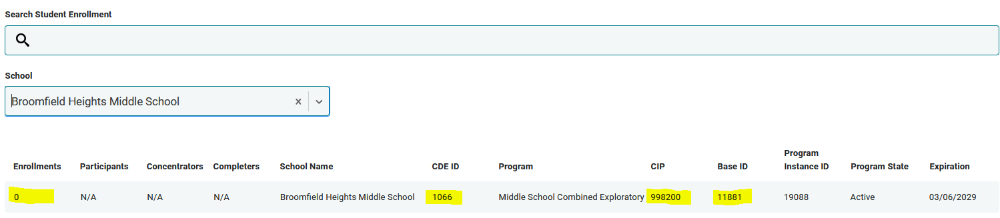 Search Student Enrollment
School
Broomfield Heights Middle School
Enrollments Participants Concentrators Completers School Name CDE ID Program CIP Base ID Program Instance ID Program State Expiration
0 N/A N/A N/A Broomfield Heights Middle School 1066 Middle School Combined Exploratory 998200 11881 19088 Active 03/06/2029